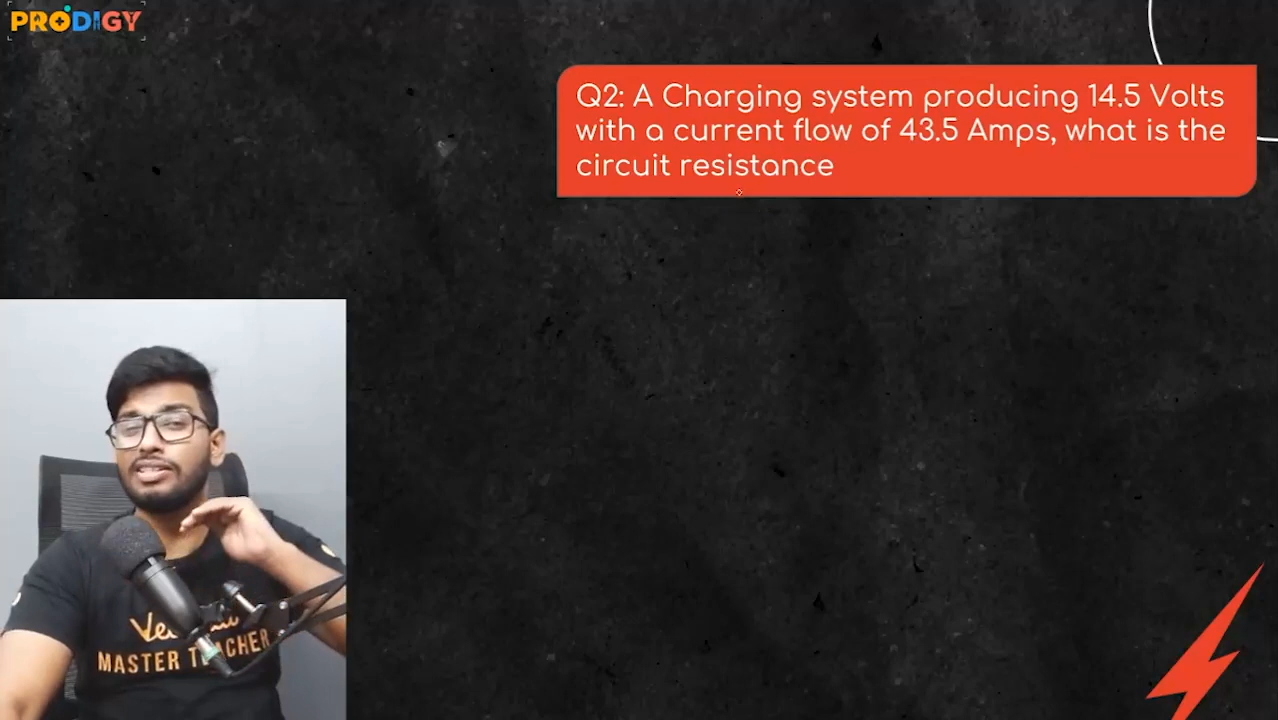 PRODIGY
Q2: A Charging system producing 14.5 Volts
with a current flow of 43.5 Amps, what is the
circuit resistance
MASTER TEACHER